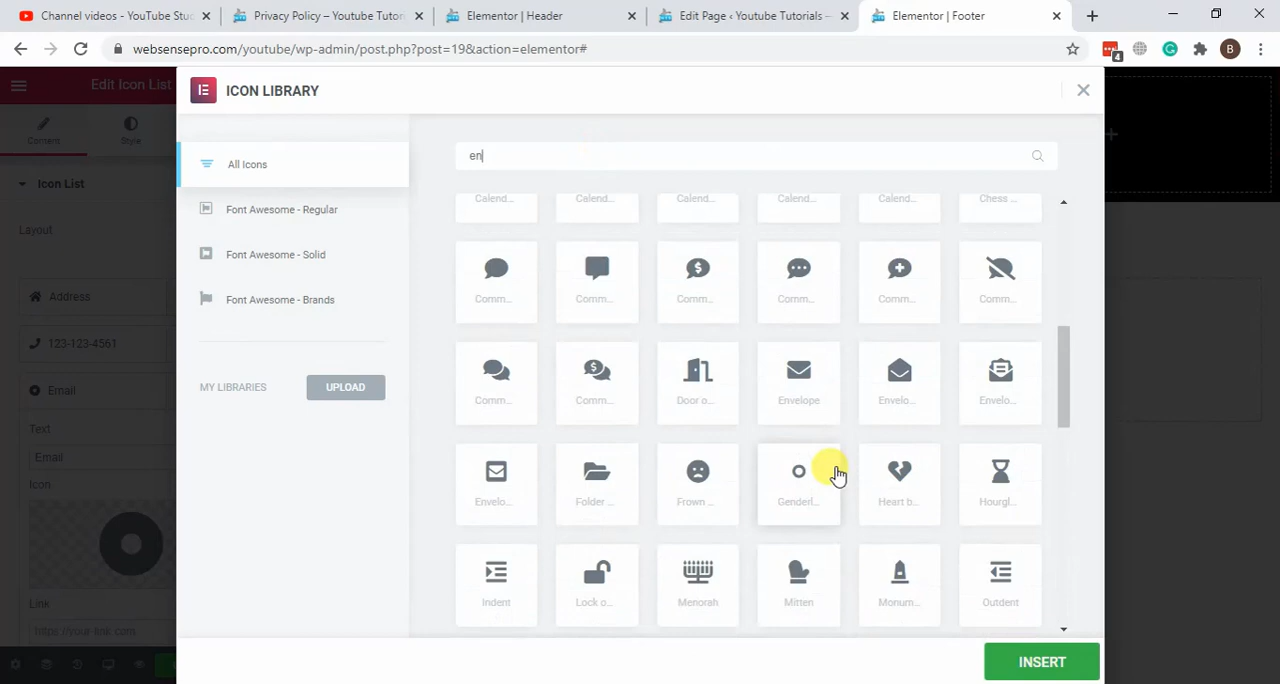 Channel videos - YouTube Stu
Privacy Policy – Youtube Tutor
Elementor | Header
Edit Page ‹ Youtube Tutorials —
Elementor | Footer
websensepro.com/youtube/wp-admin/post.php?post=19&action=elementor#
4
B
Edit Icon List
ICON LIBRARY
Content
Style
All Icons
en
Icon List
Font Awesome - Regular
Calend...
Calend...
Calend...
Calend...
Calend...
Chess ...
Layout
Font Awesome - Solid
Address
Font Awesome - Brands
Comm...
Comm...
Comm...
Comm...
Comm...
Comm...
123-123-4561
MY LIBRARIES
UPLOAD
Email
Comm...
Comm...
Door o...
Envelope
Envelo...
Envelo...
Text
Email
Icon
Envelo...
Folder ...
Frown ...
Genderl...
Heart b...
Hourgl...
Link
https://your-link.com
Indent
Lock o...
Menorah
Mitten
Monum...
Outdent
INSERT